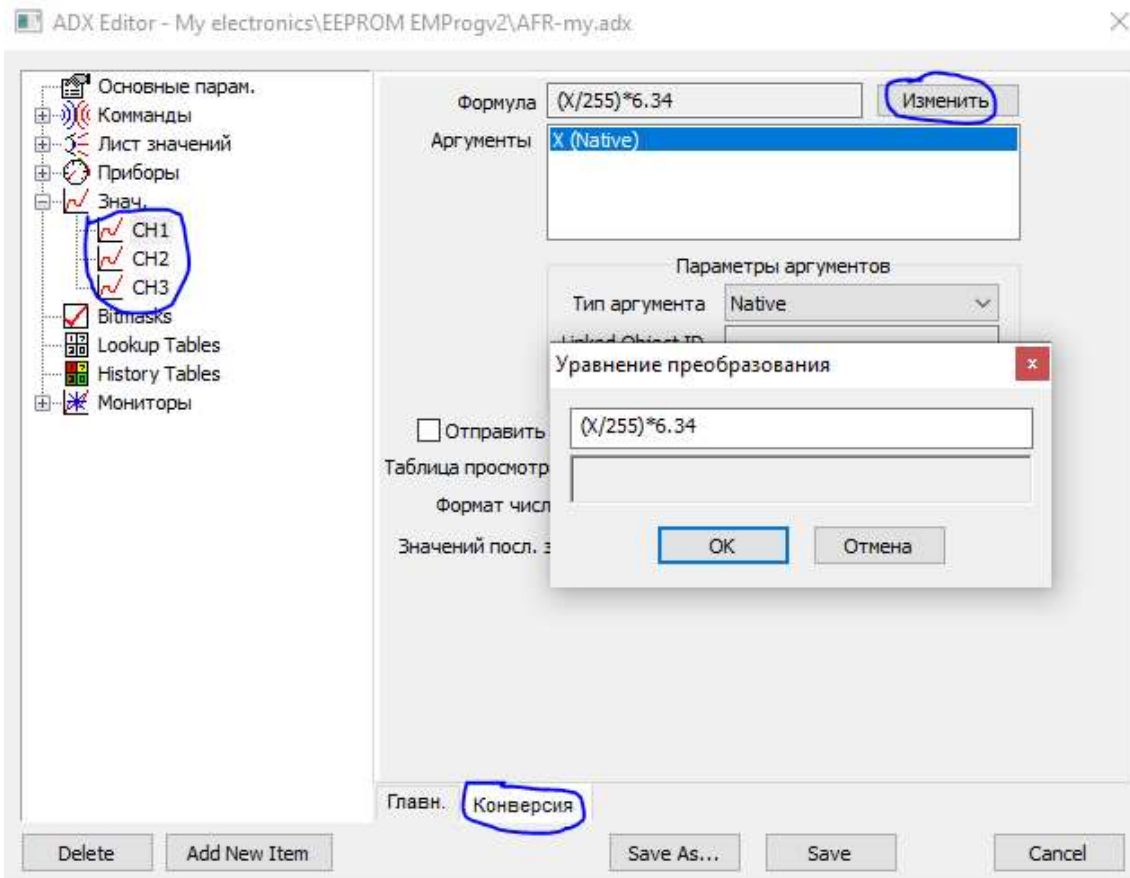 ADX Editor - My electronics\EEPROM EMProgv2\AFR-my.adx
Основные парам.
Комманды
Лист значений
Приборы
Знач.
CH1
CH2
CH3
Bitmasks
Lookup Tables
History Tables
Мониторы
Формула (X/255)*6.34 Изменить
Аргументы X (Native)
Параметры аргументов
Тип аргумента Native
Linked Object ID
Отправить
Таблица просмотр
Формат числ
Значений посл. з
Уравнение преобразования
(X/255)*6.34
OK Отмена
Главн. Конверсия
Delete Add New Item Save As... Save Cancel